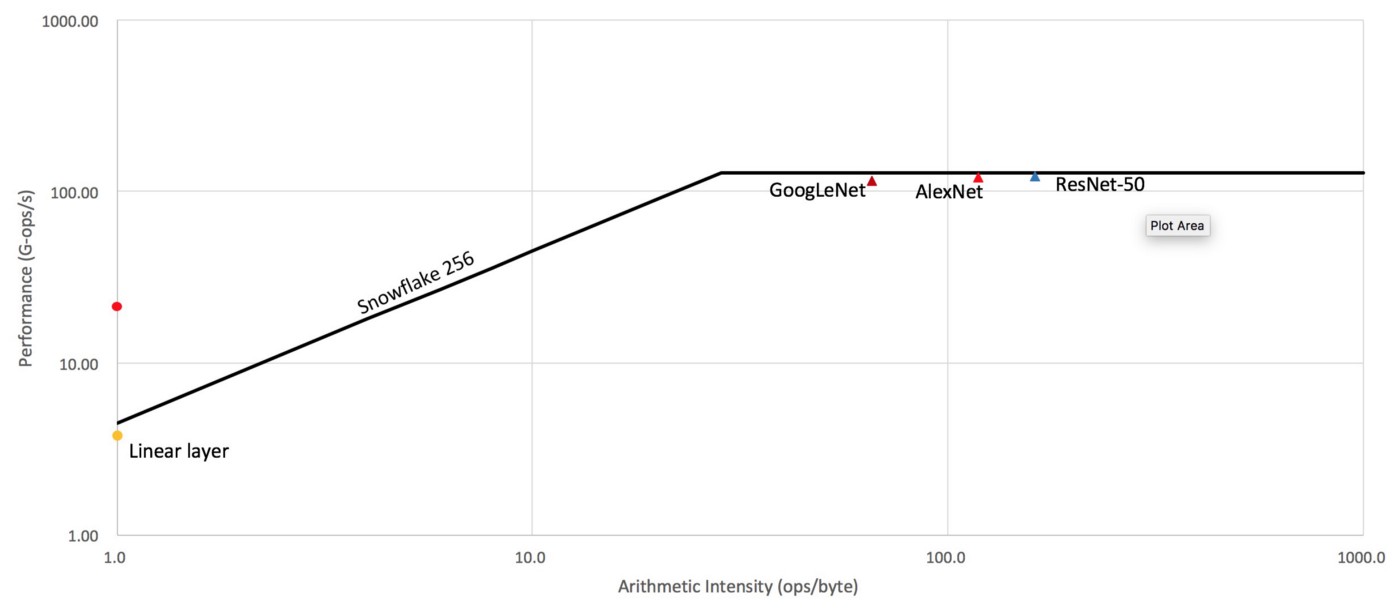 1000.00
100.00
10.00
1.00
Performance (G-ops/s)
Snowflake 256
GoogLeNet
AlexNet
ResNet-50
Plot Area
Linear layer
1.0
10.0
100.0
1000.0
Arithmetic Intensity (ops/byte)